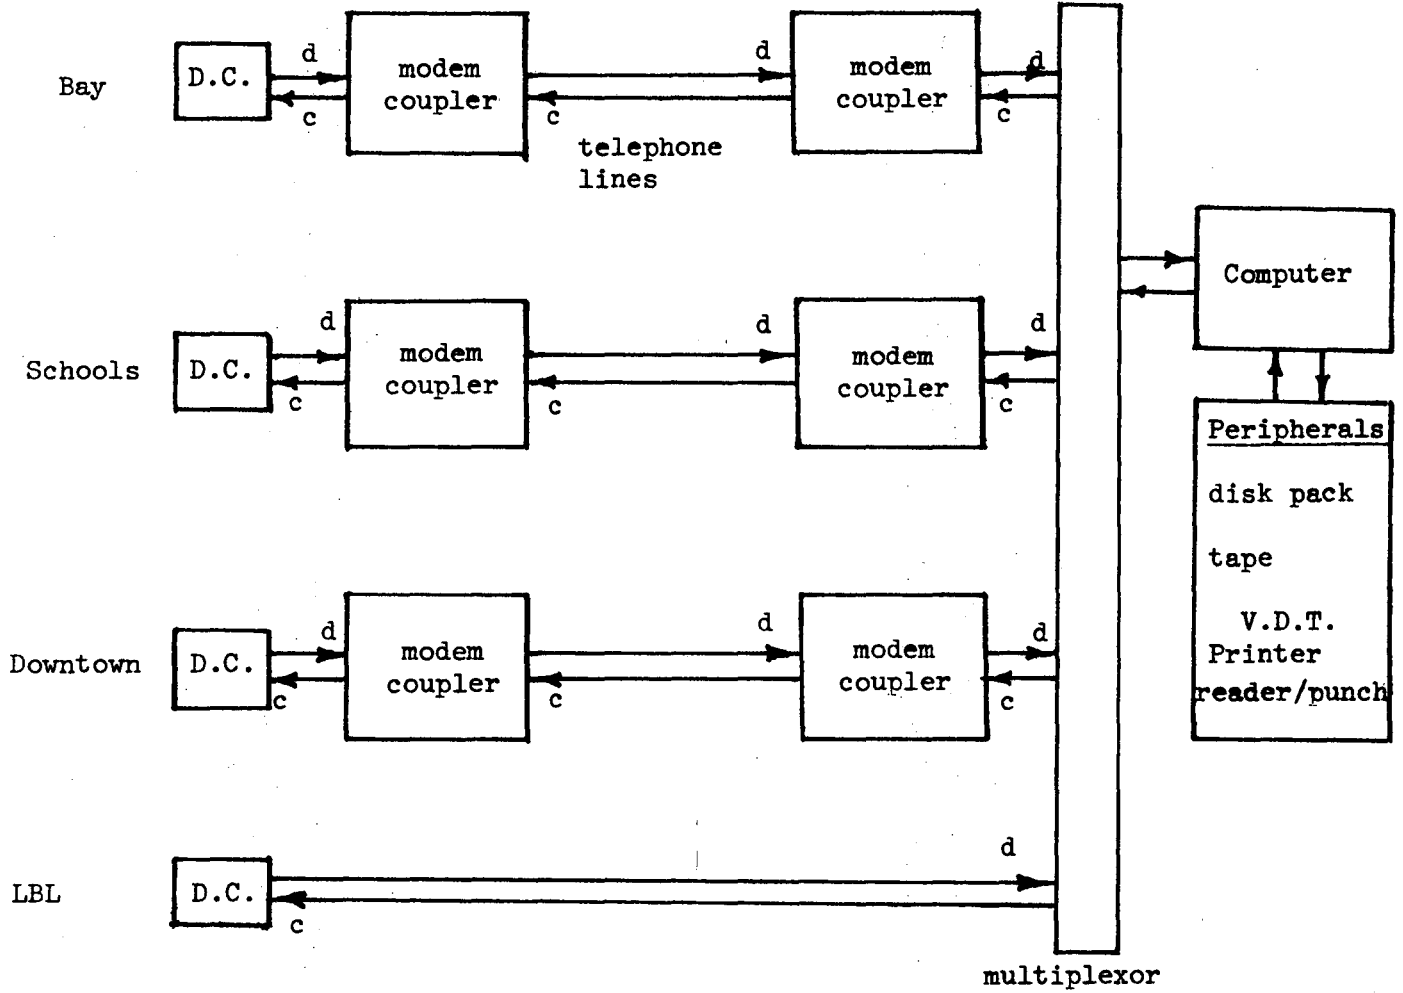 Bay
D.C.
d
c
modem
coupler
d
c
telephone
lines
modem
coupler
d
c
Computer
Schools
D.C.
d
c
modem
coupler
d
c
modem
coupler
d
c
Peripherals
disk pack
tape
V.D.T.
Printer
reader/punch
Downtown
D.C.
d
c
modem
coupler
d
c
modem
coupler
d
c
LBL
D.C.
c
d
multiplexor